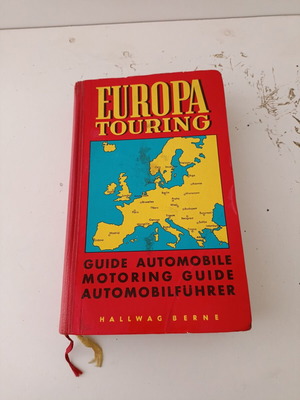 EUROPA
TOURING
GUIDE AUTOMOBILE
MOTORING GUIDE
AUTOMOBILFÜHRER
HALLWAG BERNE